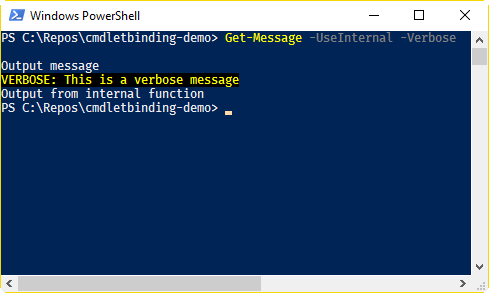 Windows PowerShell
PS C:\Repos\cmdletbinding-demo> Get-Message -UseInternal -Verbose
Output message
VERBOSE: This is a verbose message
Output from internal function
PS C:\Repos\cmdletbinding-demo>